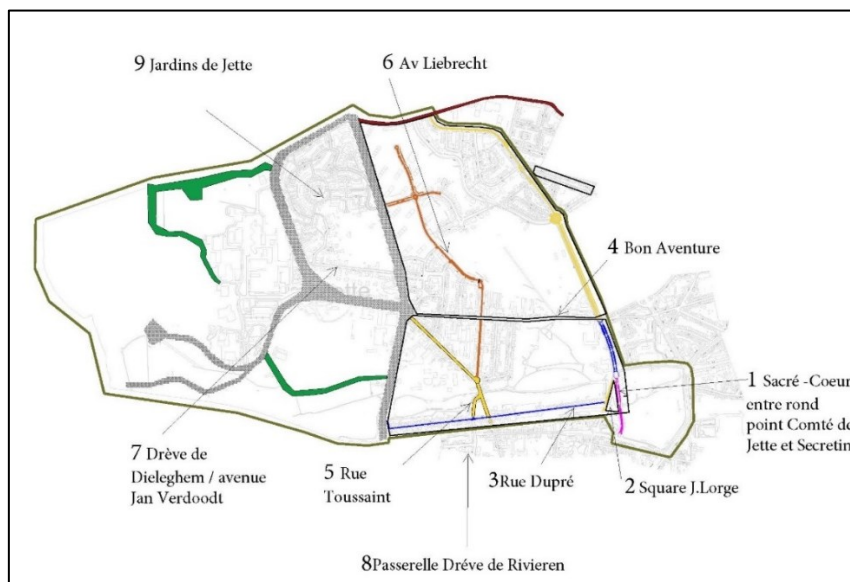 9 Jardins de Jette
6 Av Liebrecht
4 Bon Aventure
1 Sacré -Coeur
entre rond
point Comté de
Jette et Secretin
7 Drève de
Dieleghem / avenue
Jan Verdoodt
5 Rue
Toussaint
3Rue Dupré
2 Square J.Lorge
8Passerelle Dréve de Rivieren